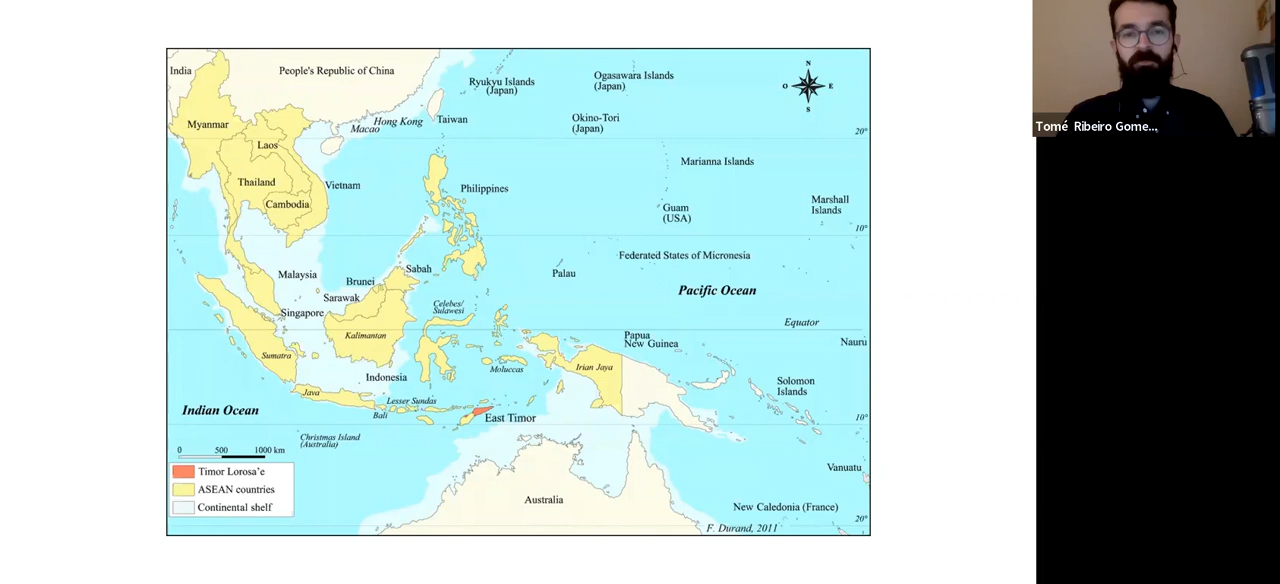 India
People's Republic of China
Ryukyu Islands
(Japan)
Ogasawara Islands
(Japan)
N
O
E
S
Myanmar
Macao
Hong Kong
Taiwan
Okino-Tori
(Japan)
20°
Laos
Marianna Islands
Thailand
Vietnam
Philippines
Cambodia
Guam
(USA)
Marshall
Islands
10°
Federated States of Micronesia
Malaysia
Brunei
Sabah
Palau
Sarawak
Pacific Ocean
Singapore
Celebes/
Sulawesi
Equator
Kalimantan
Papua
New Guinea
Nauru
Sumatra
Moluccas
Irian Jaya
Indonesia
Solomon
Islands
Java
Lesser Sundas
Indian Ocean
Bali
East Timor
10°
Christmas Island
(Australia)
0 500 1000 km
Timor Lorosa'e
ASEAN countries
Continental shelf
Vanuatu
Australia
New Caledonia (France)
20°
F. Durand, 2011
Tomé Ribeiro Gome...